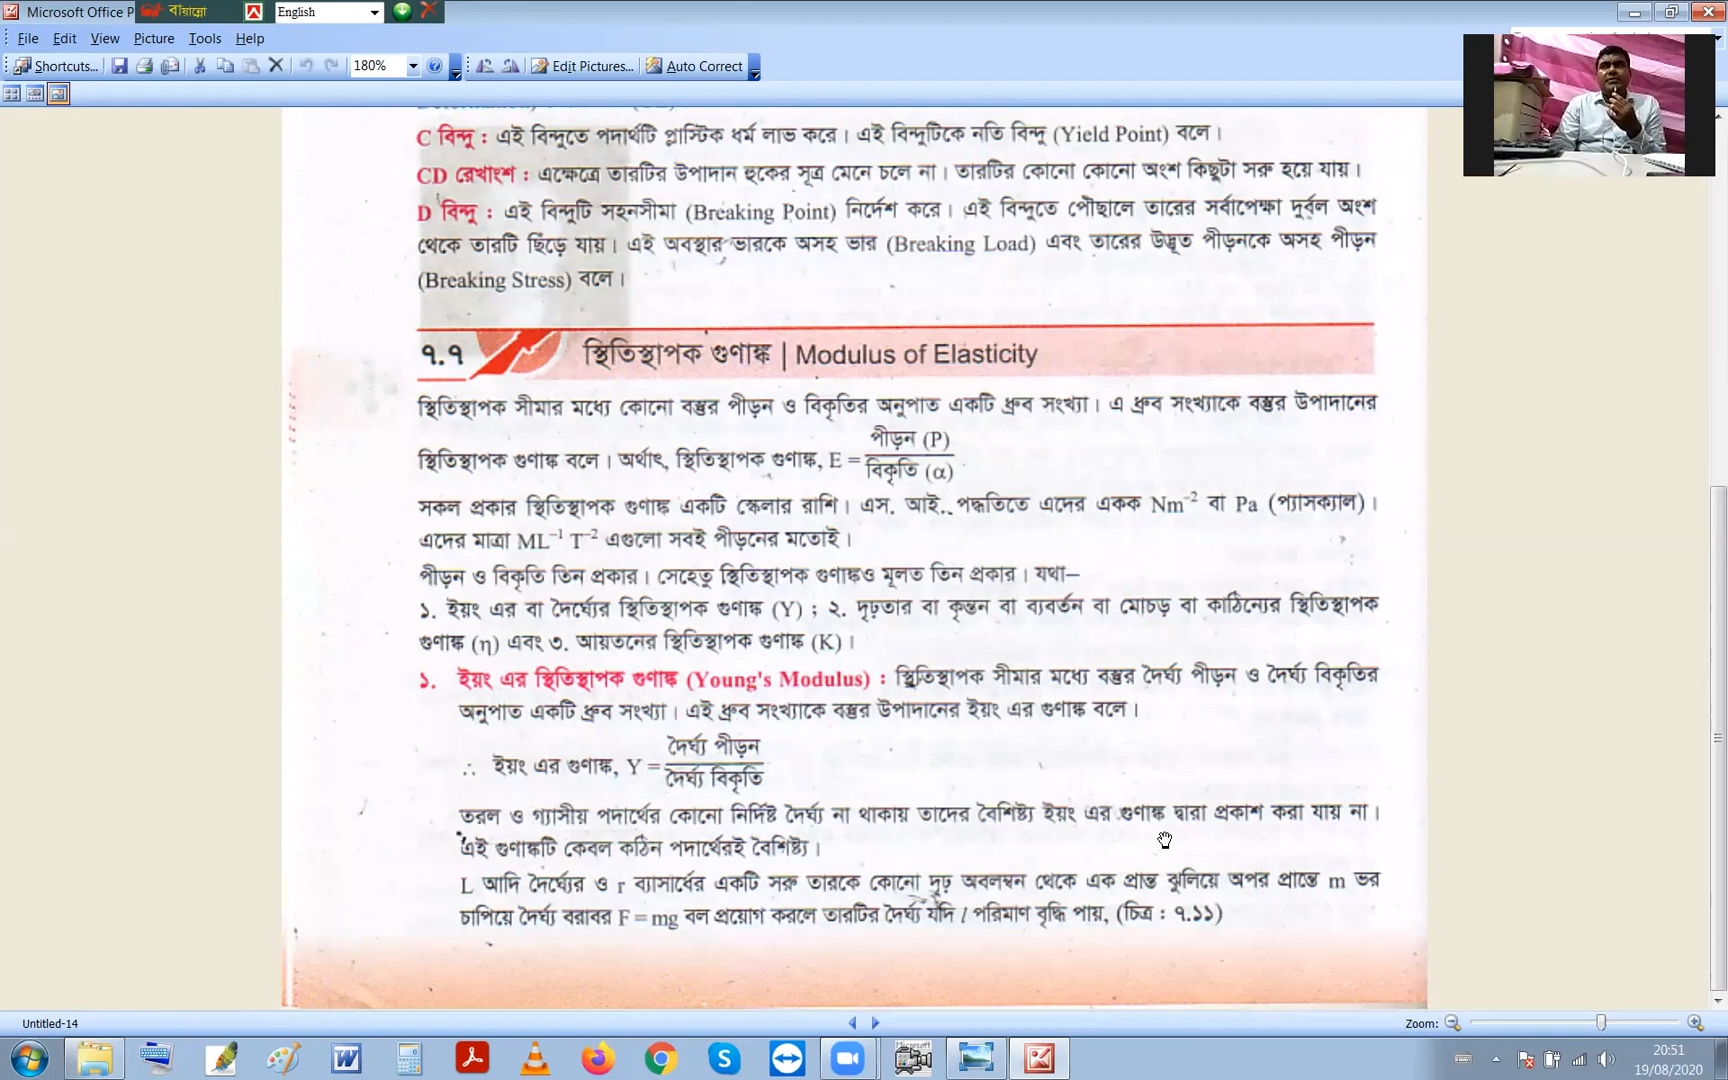 Microsoft Office P
বাঁয়ান্নো
English
File Edit View Picture Tools Help
Shortcuts... 180% Edit Pictures... Auto Correct
C বিন্দু : এই বিন্দুতে পদার্থটি প্লাস্টিক ধর্ম লাভ করে। এই বিন্দুটিকে নতি বিন্দু (Yield Point) বলে।
CD রেখাংশ : এক্ষেত্রে তারটির উপাদান হুকের সূত্র মেনে চলে না। তারটির কোনো কোনো অংশ কিছুটা সরু হয়ে যায়।
D বিন্দু : এই বিন্দুটি সহনসীমা (Breaking Point) নির্দেশ করে। এই বিন্দুতে পৌছালে তারের সর্বাপেক্ষা দুর্বল অংশ
থেকে তারটি ছিঁড়ে যায়। এই অবস্থার ভারকে অসহ ভার (Breaking Load) এবং তারের উদ্ভূত পীড়নকে অসহ পীড়ন
(Breaking Stress) বলে।
৭.৭ স্থিতিস্থাপক গুণাঙ্ক | Modulus of Elasticity
স্থিতিস্থাপক সীমার মধ্যে কোনো বস্তুর পীড়ন ও বিকৃতির অনুপাত একটি ধ্রুব সংখ্যা। এ ধ্রুব সংখ্যাকে বস্তুর উপাদানের
স্থিতিস্থাপক গুণাঙ্ক বলে। অর্থাৎ, স্থিতিস্থাপক গুণাঙ্ক, E = পীড়ন (P) / বিকৃতি (α)
সকল প্রকার স্থিতিস্থাপক গুণাঙ্ক একটি স্কেলার রাশি। এস. আই. পদ্ধতিতে এদের একক Nm⁻² বা Pa (প্যাসক্যাল)।
এদের মাত্রা ML⁻¹ T⁻² এগুলো সবই পীড়নের মতোই।
পীড়ন ও বিকৃতি তিন প্রকার। সেহেতু স্থিতিস্থাপক গুণাঙ্কও মূলত তিন প্রকার। যথা–
১. ইয়ং এর বা দৈর্ঘ্যের স্থিতিস্থাপক গুণাঙ্ক (Y) ; ২. দৃঢ়তার বা কৃন্তন বা ব্যবর্তন বা মোচড় বা কাঠিন্যের স্থিতিস্থাপক
গুণাঙ্ক (η) এবং ৩. আয়তনের স্থিতিস্থাপক গুণাঙ্ক (K)।
১. ইয়ং এর স্থিতিস্থাপক গুণাঙ্ক (Young's Modulus) : স্থিতিস্থাপক সীমার মধ্যে বস্তুর দৈর্ঘ্য পীড়ন ও দৈর্ঘ্য বিকৃতির
অনুপাত একটি ধ্রুব সংখ্যা। এই ধ্রুব সংখ্যাকে বস্তুর উপাদানের ইয়ং এর গুণাঙ্ক বলে।
∴ ইয়ং এর গুণাঙ্ক, Y = দৈর্ঘ্য পীড়ন / দৈর্ঘ্য বিকৃতি
তরল ও গ্যাসীয় পদার্থের কোনো নির্দিষ্ট দৈর্ঘ্য না থাকায় তাদের বৈশিষ্ট্য ইয়ং এর গুণাঙ্ক দ্বারা প্রকাশ করা যায় না।
এই গুণাঙ্কটি কেবল কঠিন পদার্থেরই বৈশিষ্ট্য।
L আদি দৈর্ঘ্যের ও r ব্যাসার্ধের একটি সরু তারকে কোনো দৃঢ় অবলম্বন থেকে এক প্রান্ত ঝুলিয়ে অপর প্রান্তে m ভর
চাপিয়ে দৈর্ঘ্য বরাবর F = mg বল প্রয়োগ করলে তারটির দৈর্ঘ্য যদি l পরিমাণ বৃদ্ধি পায়, (চিত্র : ৭.১১)
Untitled-14
Zoom:
20:51
19/08/2020